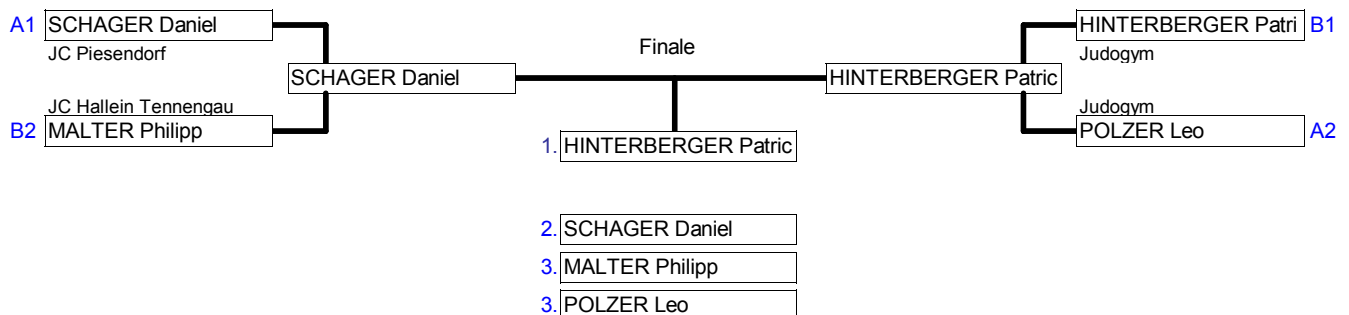 A1 SCHAGER Daniel
JC Piesendorf
SCHAGER Daniel
JC Hallein Tennengau
B2 MALTER Philipp
Finale
HINTERBERGER Patri B1
Judogym
HINTERBERGER Patric
Judogym
POLZER Leo A2
1. HINTERBERGER Patric
2. SCHAGER Daniel
3. MALTER Philipp
3. POLZER Leo